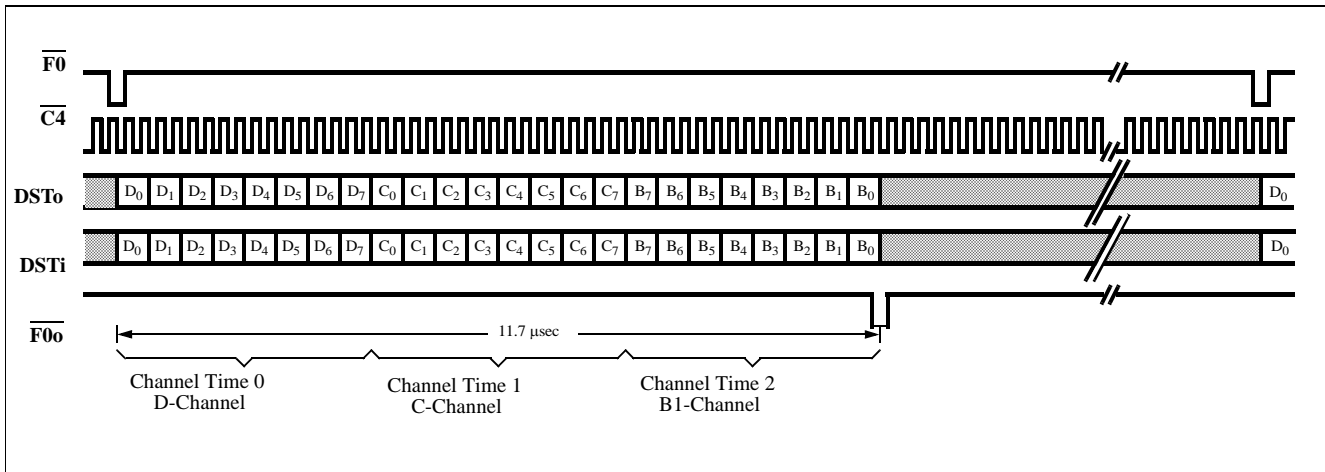 F0
C4
DSTo D₀ D₁ D₂ D₃ D₄ D₅ D₆ D₇ C₀ C₁ C₂ C₃ C₄ C₅ C₆ C₇ B₇ B₆ B₅ B₄ B₃ B₂ B₁ B₀ D₀
DSTi D₀ D₁ D₂ D₃ D₄ D₅ D₆ D₇ C₀ C₁ C₂ C₃ C₄ C₅ C₆ C₇ B₇ B₆ B₅ B₄ B₃ B₂ B₁ B₀ D₀
F0o
11.7 µsec
Channel Time 0
D-Channel
Channel Time 1
C-Channel
Channel Time 2
B1-Channel